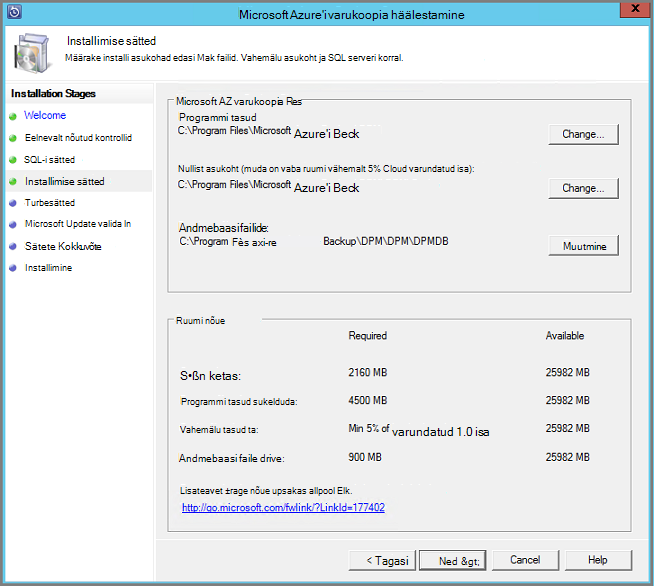 Microsoft Azure'i varukoopia häälestamine
x
Installimise sätted
Määrake installi asukohad edasi Mak failid. Vahemälu asukoht ja SQL serveri korral.
Installation Stages
Welcome
Eelnevalt nõutud kontrollid
SQL-i sätted
Installimise sätted
Turbesätted
Microsoft Update valida In
Sätete Kokkuvõte
Installimine
Microsoft AZ varukoopia Res
Programmi tasud
C:\Program Files\Microsoft Azure'i Beck
Change...
Nullist asukoht (muda on vaba ruumi vähemalt 5% Cloud varundatud isa):
C:\Program Files\Microsoft Azure'i Beck
Change...
Andmebaasifailide:
C:\Program Fès axi-re Backup\DPM\DPM\DPMDB
Muutmine
Ruumi nõue
Required Available
S•ßn ketas: 2160 MB 25982 MB
Programmi tasud sukelduda: 4500 MB 25982 MB
Vahemälu tasud ta: Min 5% of varundatud 1.0 isa 25982 MB
Andmebaasi faile drive: 900 MB 25982 MB
Lisateavet ±rage nõue upsakas allpool Elk.
http://go.microsoft.com/fwlink/?LinkId=177402
< Tagasi Ned &gt; Cancel Help